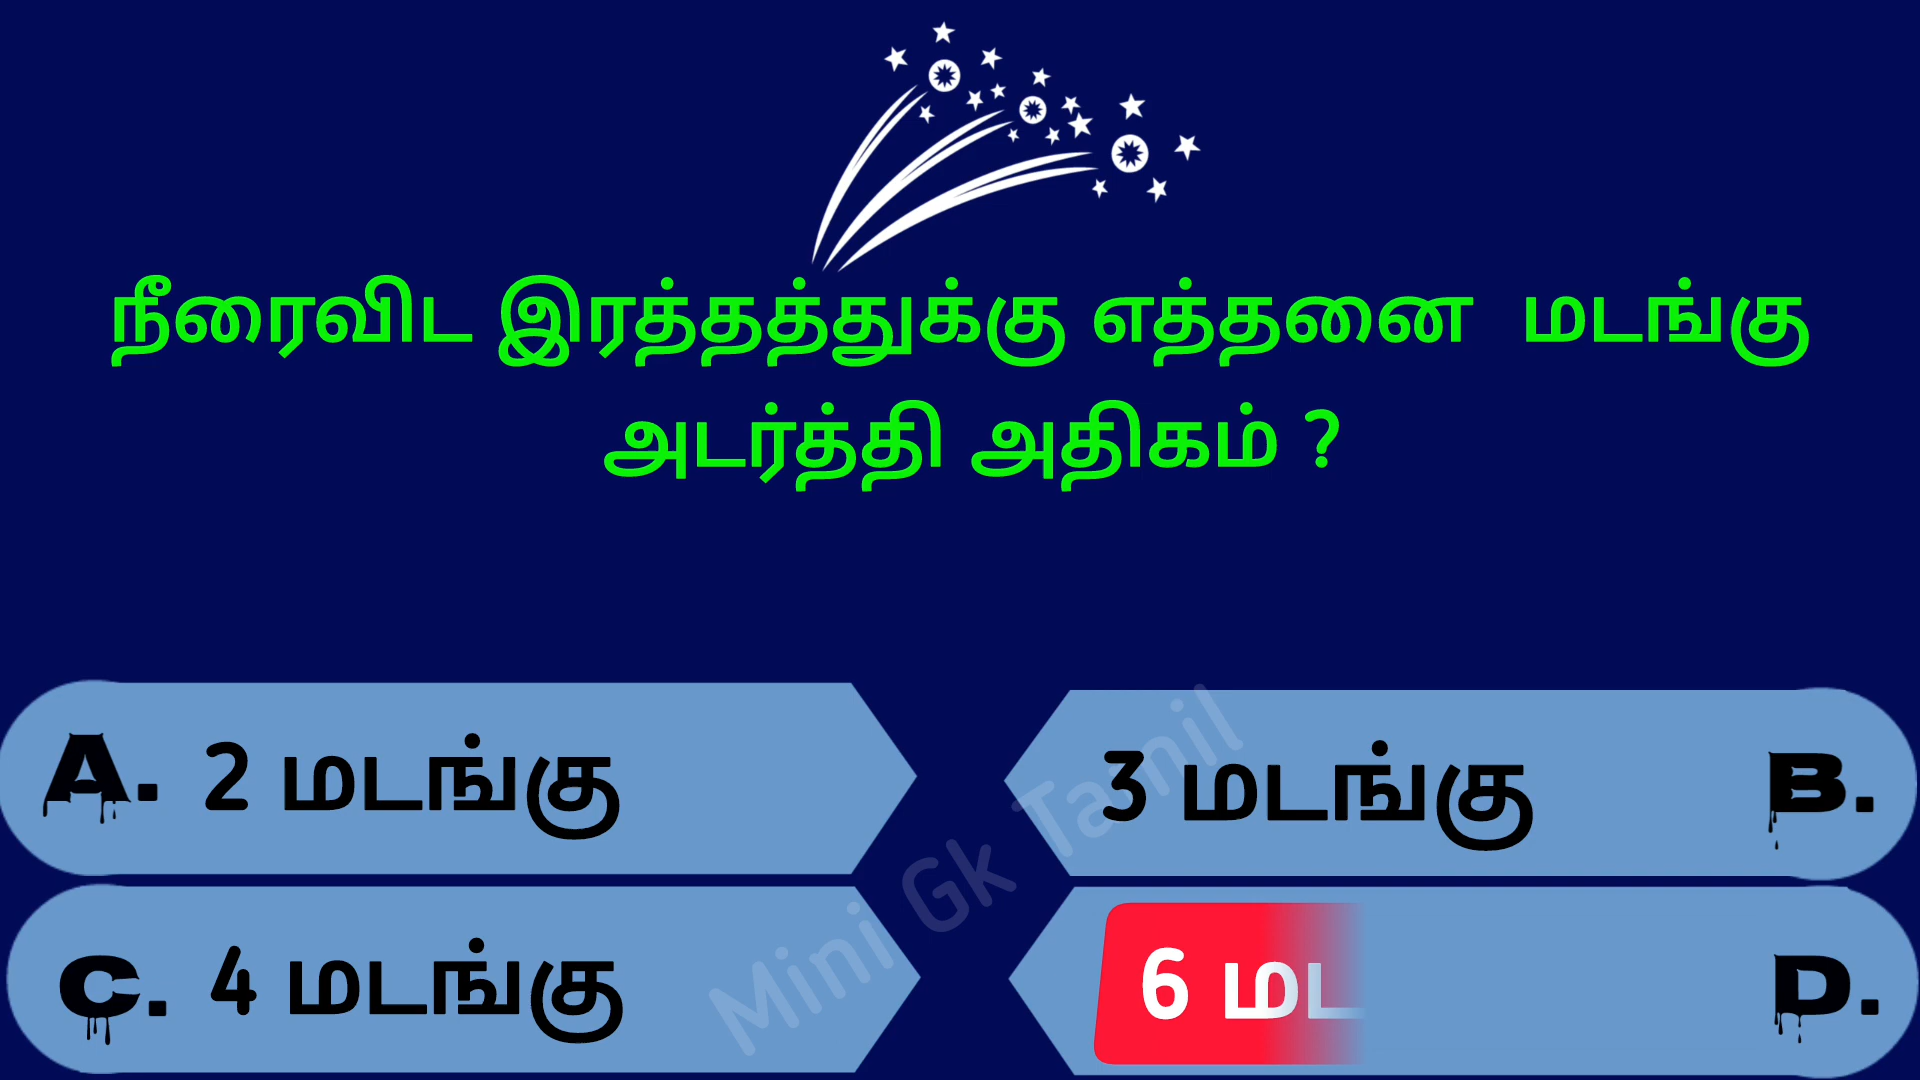 நீரைவிட இரத்தத்துக்கு எத்தனை மடங்கு
அடர்த்தி அதிகம் ?
A. 2 மடங்கு
3 மடங்கு B.
C. 4 மடங்கு
6 மட D.
Mini Gk Tamil